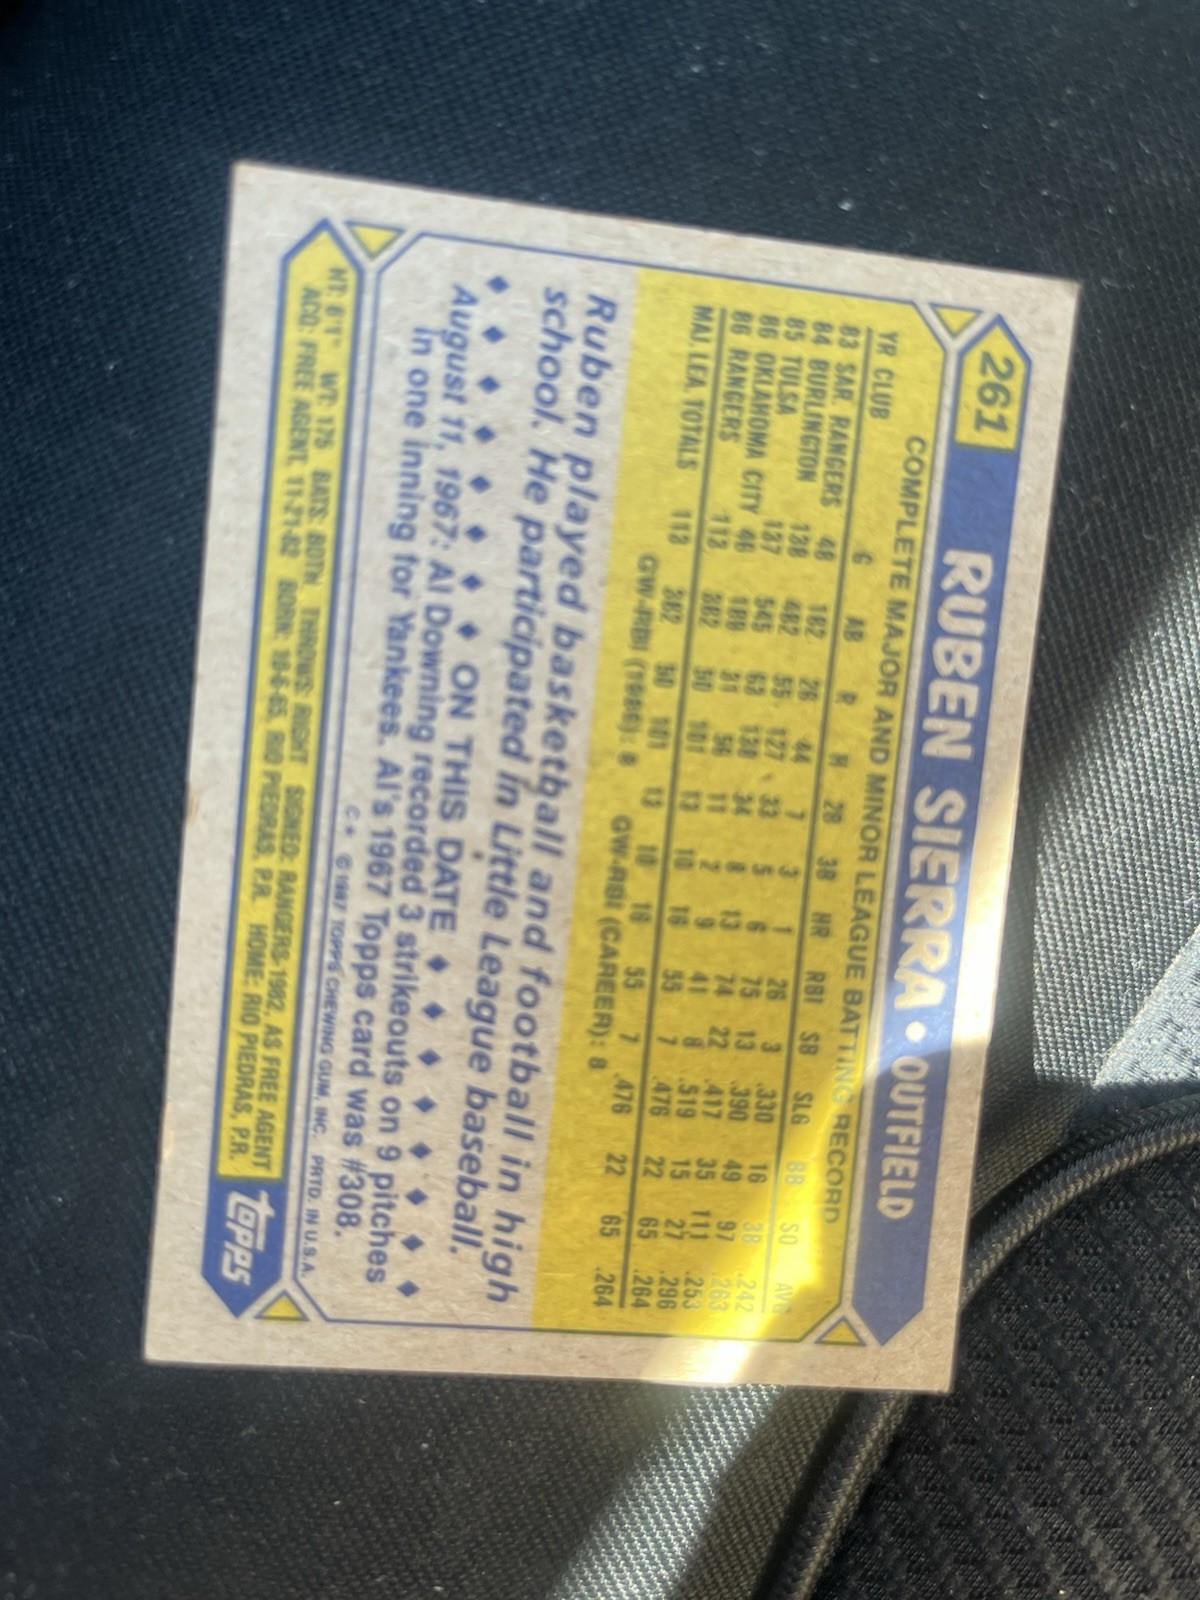 261 RUBEN SIERRA • OUTFIELD
COMPLETE MAJOR AND MINOR LEAGUE BATTING RECORD
YR CLUB G AB R H 2B 3B HR RBI SB SLG BB SO AVG
83 SAR. RANGERS 48 182 26 44 7 3 1 26 3 .330 16 38 .242
84 BURLINGTON 138 482 55 127 33 5 6 75 13 .390 49 97 .263
85 TULSA 137 545 63 138 34 8 13 74 22 .417 35 111 .253
86 OKLAHOMA CITY 46 189 31 56 11 2 9 41 8 .519 15 27 .296
86 RANGERS 113 382 50 101 13 10 16 55 7 .476 22 65 .264
MAJ. LEA. TOTALS 113 382 50 101 13 10 16 55 7 .476 22 65 .264
GW-RBI (1986): 8 GW-RBI (CAREER): 8
Ruben played basketball and football in high
school. He participated in Little League baseball.
ON THIS DATE
August 11, 1967: Al Downing recorded 3 strikeouts on 9 pitches
in one inning for Yankees. Al's 1967 Topps card was #308.
C* © 1987 TOPPS CHEWING GUM, INC. PRTD. IN U.S.A.
HT: 6'1" WT: 175 BATS: BOTH THROWS: RIGHT SIGNED: RANGERS-1982, AS FREE AGENT
ACQ: FREE AGENT, 11-21-82 BORN: 10-6-65, RIO PIEDRAS, P.R. HOME: RIO PIEDRAS, P.R.
topps